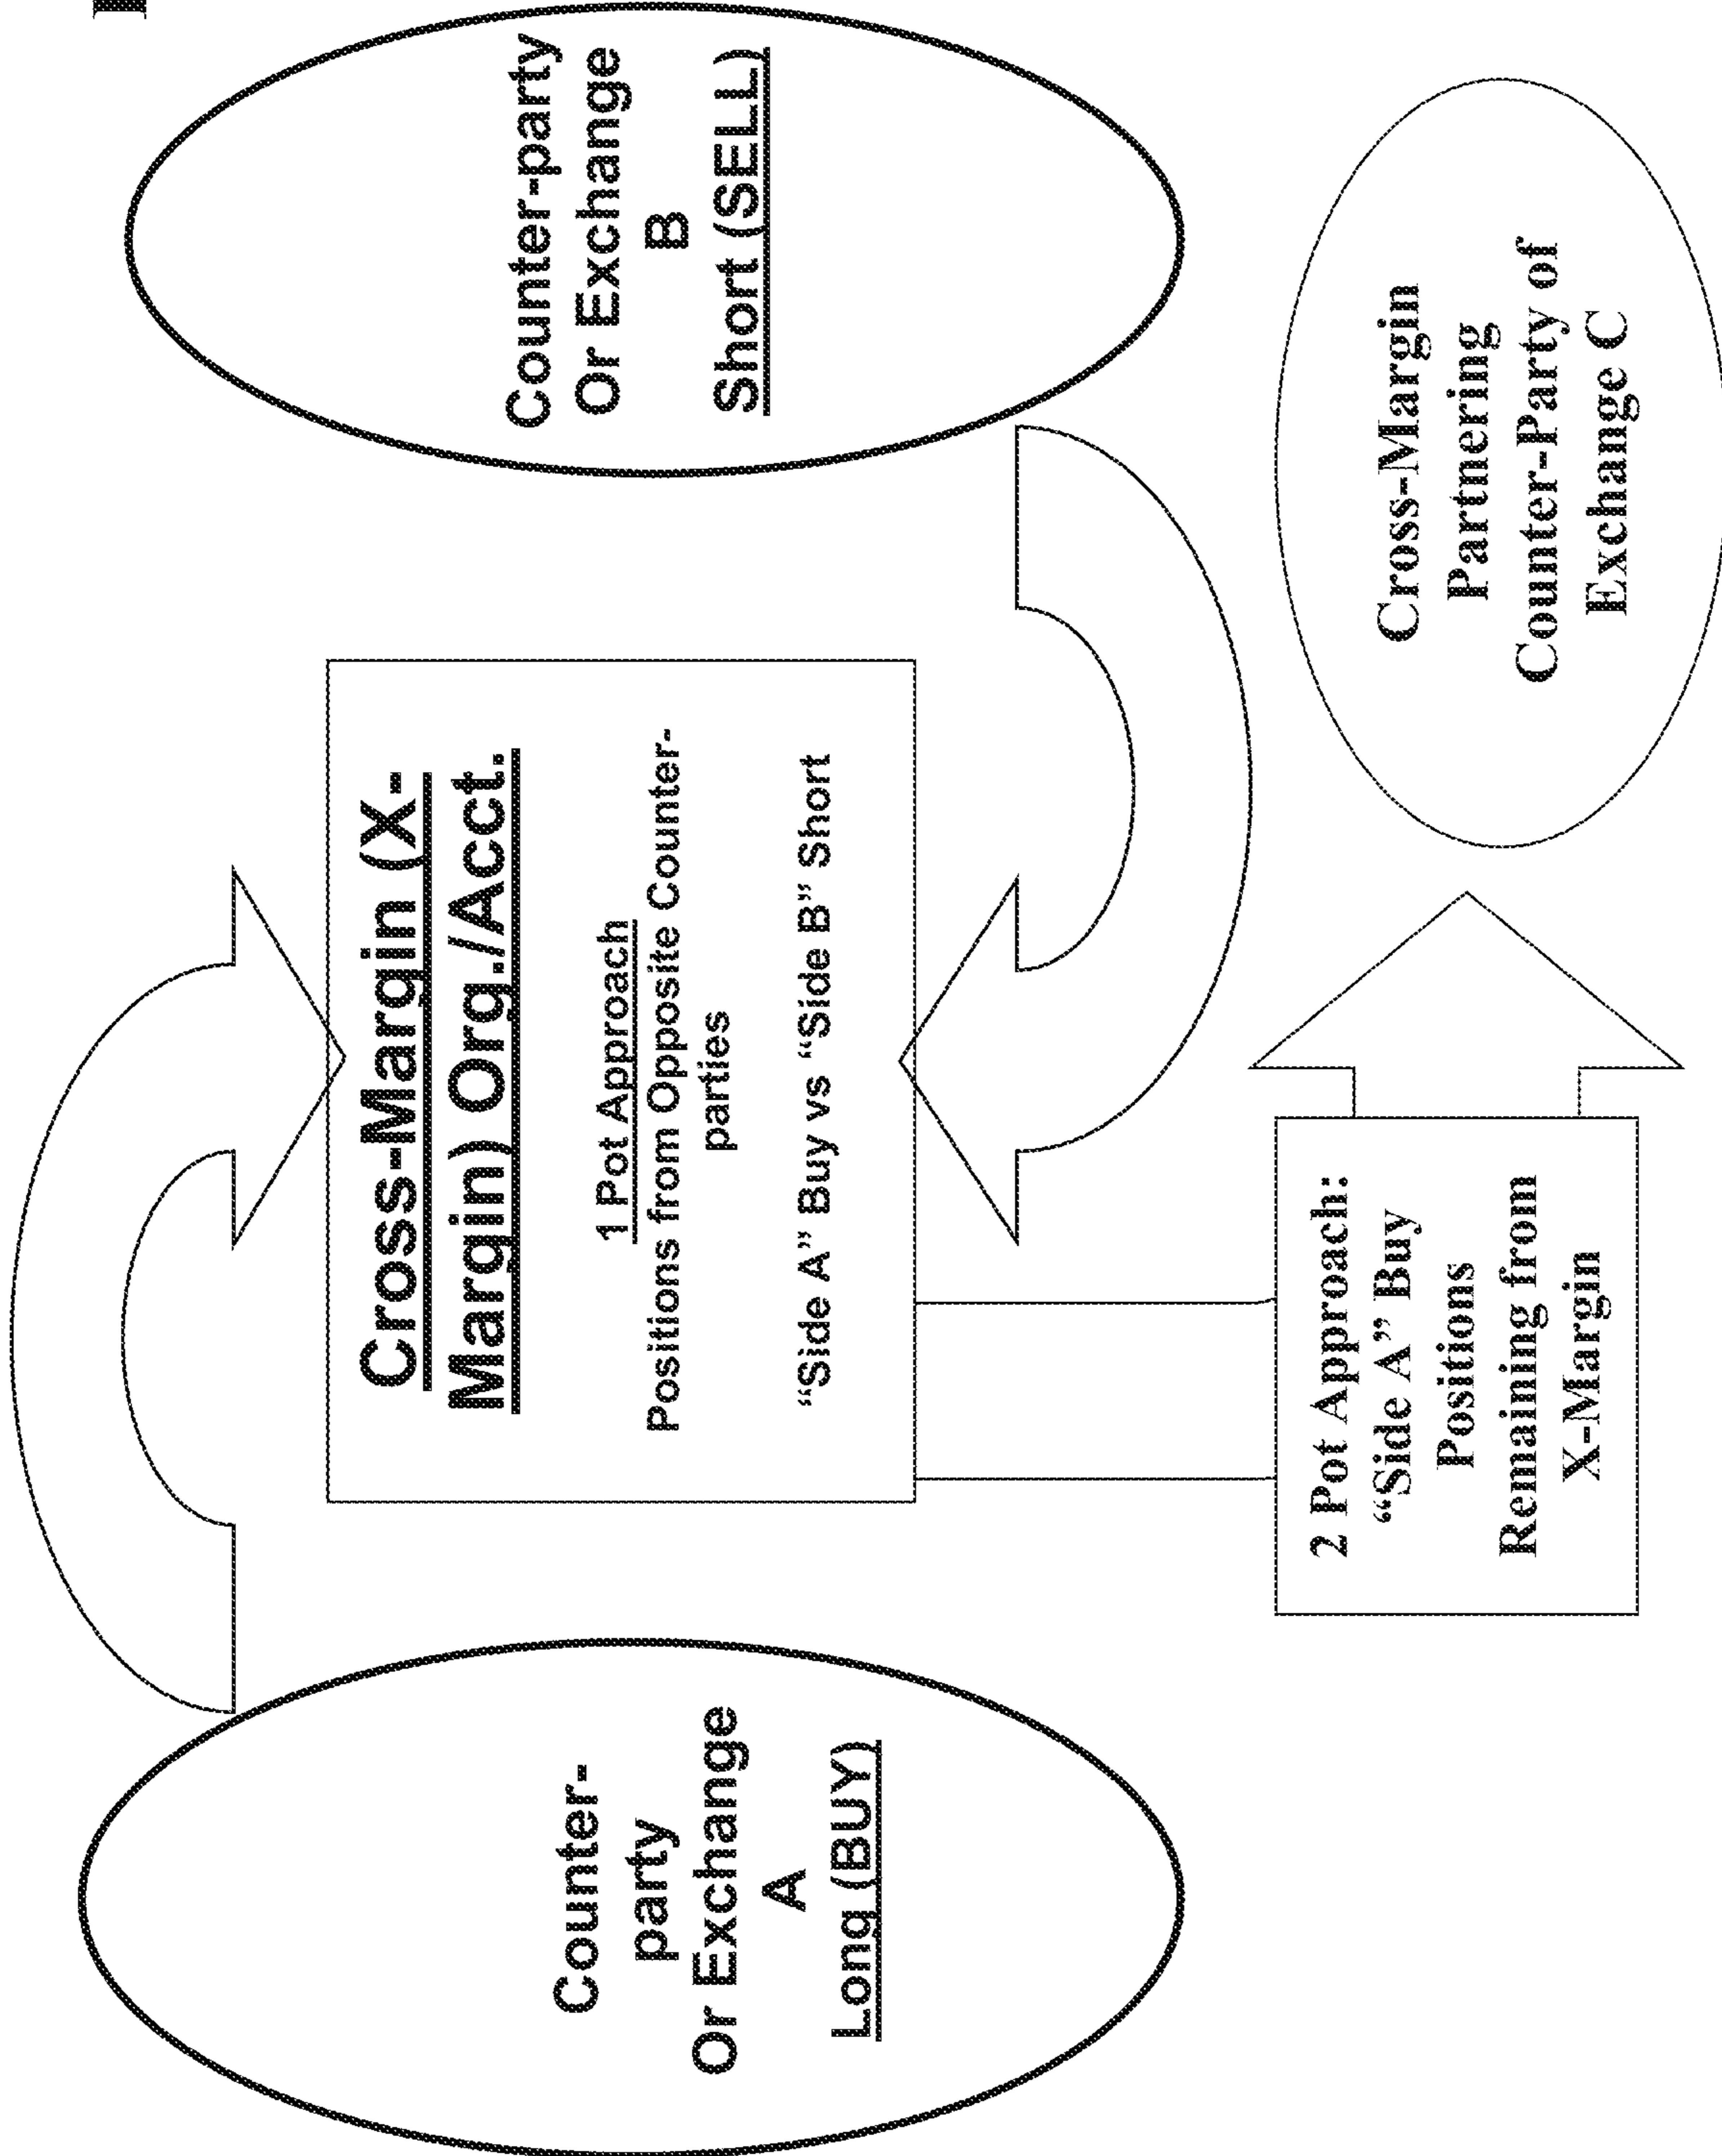 Counter-
party
Or Exchange
A
Long (BUY)
Cross-Margin (X-
Margin) Org./Acct.
1 Pot Approach
Positions from Opposite Counter-
parties
“Side A” Buy vs “Side B” Short
Counter-party
Or Exchange
B
Short (SELL)
2 Pot Approach:
“Side A” Buy
Positions
Remaining from
X-Margin
Cross-Margin
Partnering
Counter-Party of
Exchange C